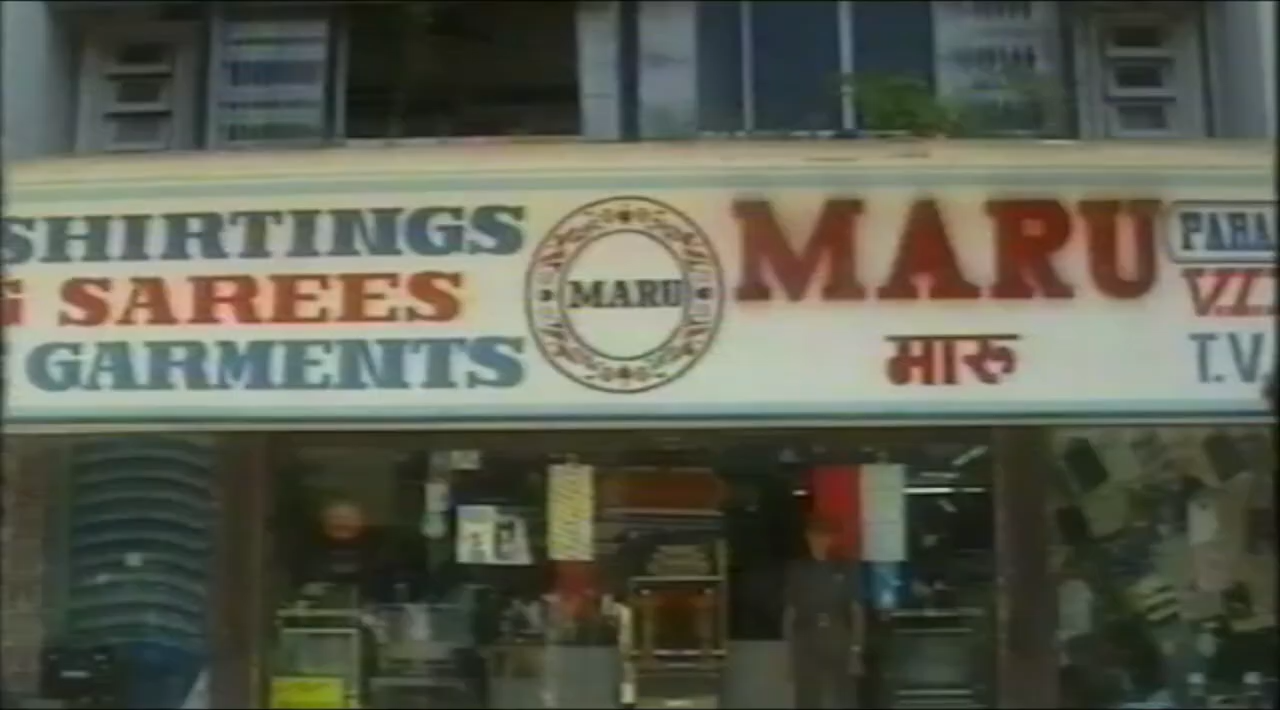 SHIRTINGS
SAREES
GARMENTS
MARU
MARU
मारू
T.V.